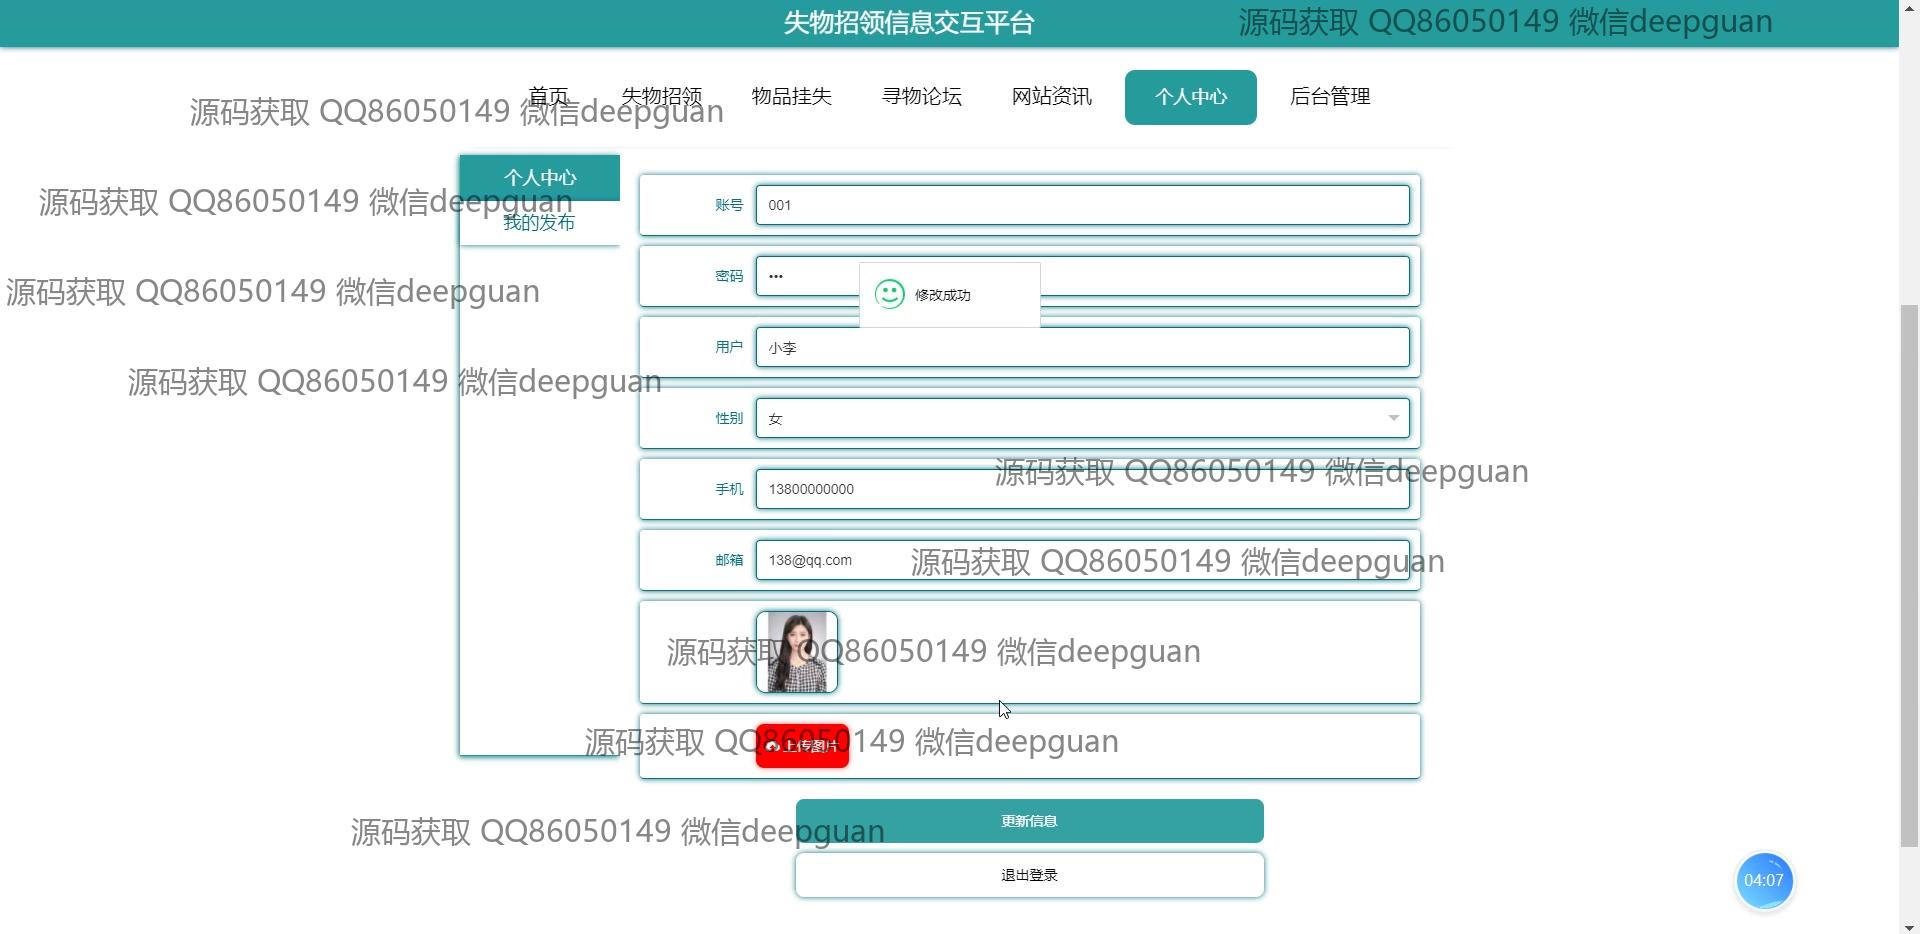 失物招领信息交互平台
源码获取 QQ86050149 微信deepguan
首页 失物招领 物品挂失 寻物论坛 网站资讯 个人中心 后台管理
源码获取 QQ86050149 微信deepguan
个人中心
源码获取 QQ86050149 微信deepguan
我的发布
账号 001
密码 •••
源码获取 QQ86050149 微信deepguan
修改成功
用户 小李
源码获取 QQ86050149 微信deepguan
性别 女
源码获取 QQ86050149 微信deepguan
手机 13800000000
邮箱 138@qq.com
源码获取 QQ86050149 微信deepguan
源码获取 QQ86050149 微信deepguan
上传图片
源码获取 QQ86050149 微信deepguan
更新信息
源码获取 QQ86050149 微信deepguan
退出登录
04:07